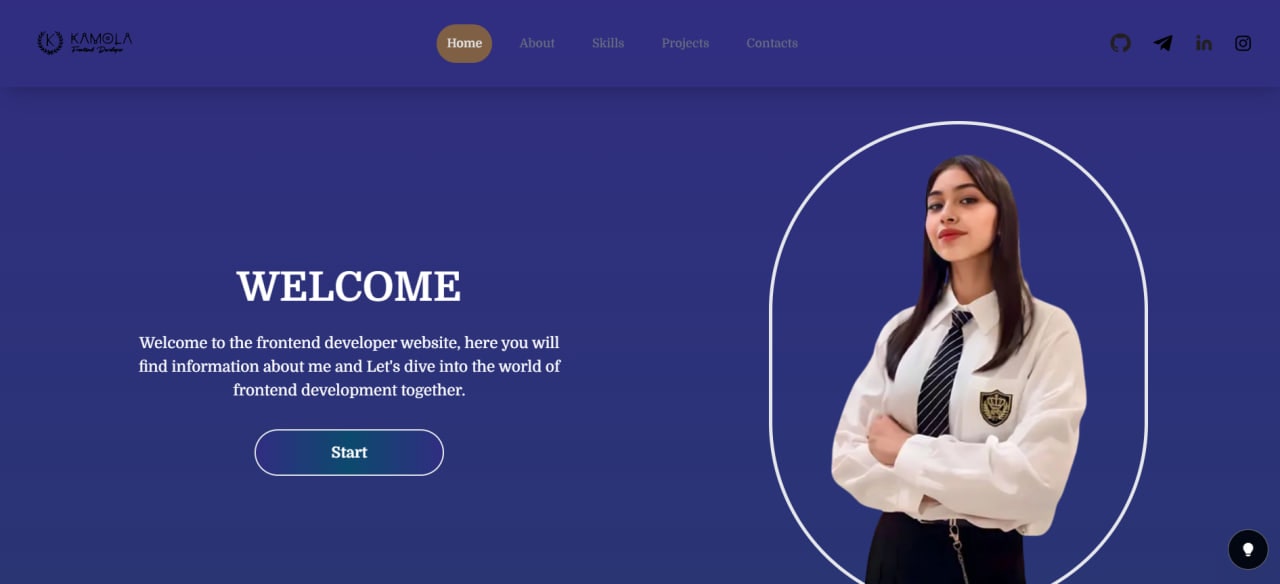 KAMOLA
Frontend Developer
Home
About
Skills
Projects
Contacts
WELCOME
Welcome to the frontend developer website, here you will
find information about me and Let's dive into the world of
frontend development together.
Start